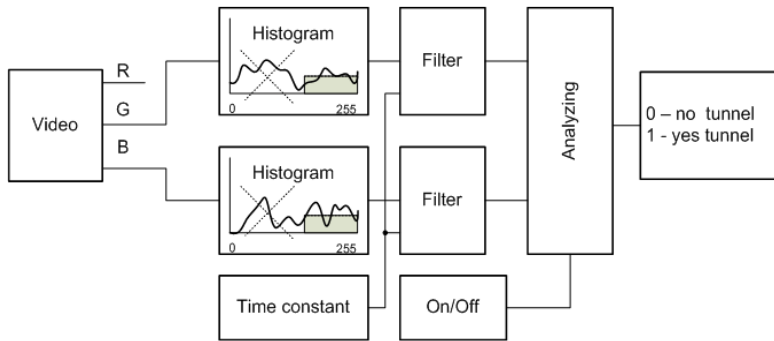 Video
R
G
B
Histogram
0 255
Histogram
0 255
Filter
Filter
Time constant
On/Off
Analyzing
0 – no tunnel
1 - yes tunnel